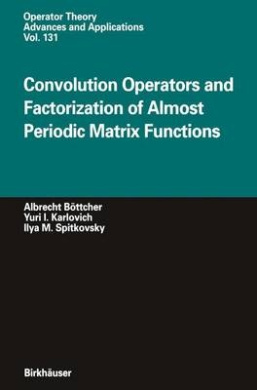 Operator Theory
Advances and Applications
Vol. 131
Convolution Operators and
Factorization of Almost
Periodic Matrix Functions
Albrecht Böttcher
Yuri I. Karlovich
Ilya M. Spitkovsky
Birkhäuser